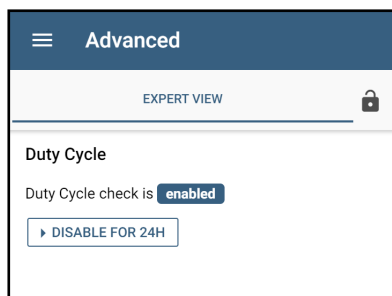 Advanced
EXPERT VIEW
Duty Cycle
Duty Cycle check is enabled
DISABLE FOR 24H